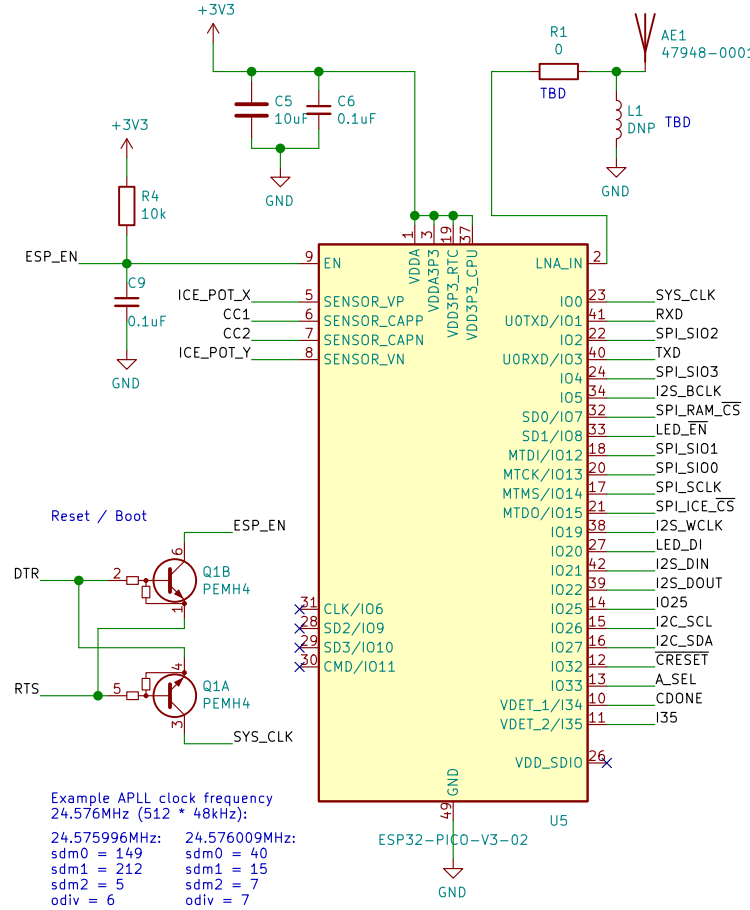 +3V3
R1
0
TBD
AE1
47948-0001
C5
10uF
C6
0.1uF
L1
DNP
TBD
GND
GND
+3V3
R4
10k
ESP_EN
C9
0.1uF
GND
1
3
19
37
VDDA
VDDA3P3
VDD3P3_RTC
VDD3P3_CPU
9 EN
LNA_IN 2
ICE_POT_X 5 SENSOR_VP
CC1 6 SENSOR_CAPP
CC2 7 SENSOR_CAPN
ICE_POT_Y 8 SENSOR_VN
IO0 23 SYS_CLK
U0TXD/IO1 41 RXD
IO2 22 SPI_SIO2
U0RXD/IO3 40 TXD
IO4 24 SPI_SIO3
IO5 34 I2S_BCLK
SD0/IO7 32 SPI_RAM_CS
SD1/IO8 33 LED_EN
MTDI/IO12 18 SPI_SIO1
MTCK/IO13 20 SPI_SIO0
MTMS/IO14 17 SPI_SCLK
MTDO/IO15 21 SPI_ICE_CS
IO19 38 I2S_WCLK
IO20 27 LED_DI
IO21 42 I2S_DIN
IO22 39 I2S_DOUT
IO25 14 IO25
IO26 15 I2C_SCL
IO27 16 I2C_SDA
IO32 12 CRESET
IO33 13 A_SEL
VDET_1/I34 10 CDONE
VDET_2/I35 11 I35
VDD_SDIO 26
31 CLK/IO6
28 SD2/IO9
29 SD3/IO10
30 CMD/IO11
GND
49
U5
ESP32-PICO-V3-02
GND
Reset / Boot
ESP_EN
6
DTR
2
Q1B
PEMH4
1
4
RTS
5
Q1A
PEMH4
3
SYS_CLK
Example APLL clock frequency
24.576MHz (512 * 48kHz):
24.575996MHz:
sdm0 = 149
sdm1 = 212
sdm2 = 5
odiv = 6
24.576009MHz:
sdm0 = 40
sdm1 = 15
sdm2 = 7
odiv = 7